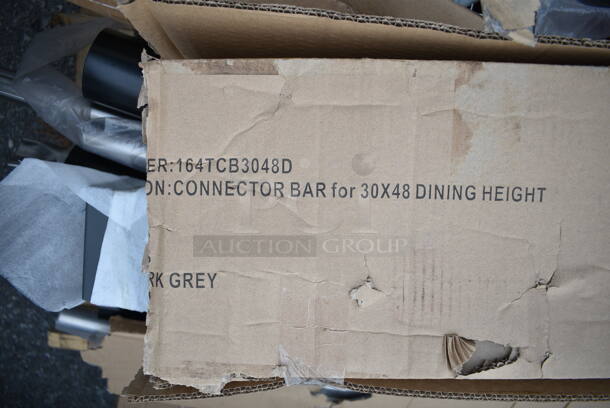 ER:164TCB3048D
ON:CONNECTOR BAR for 30X48 DINING HEIGHT
AUCTION GROUP
RK GREY